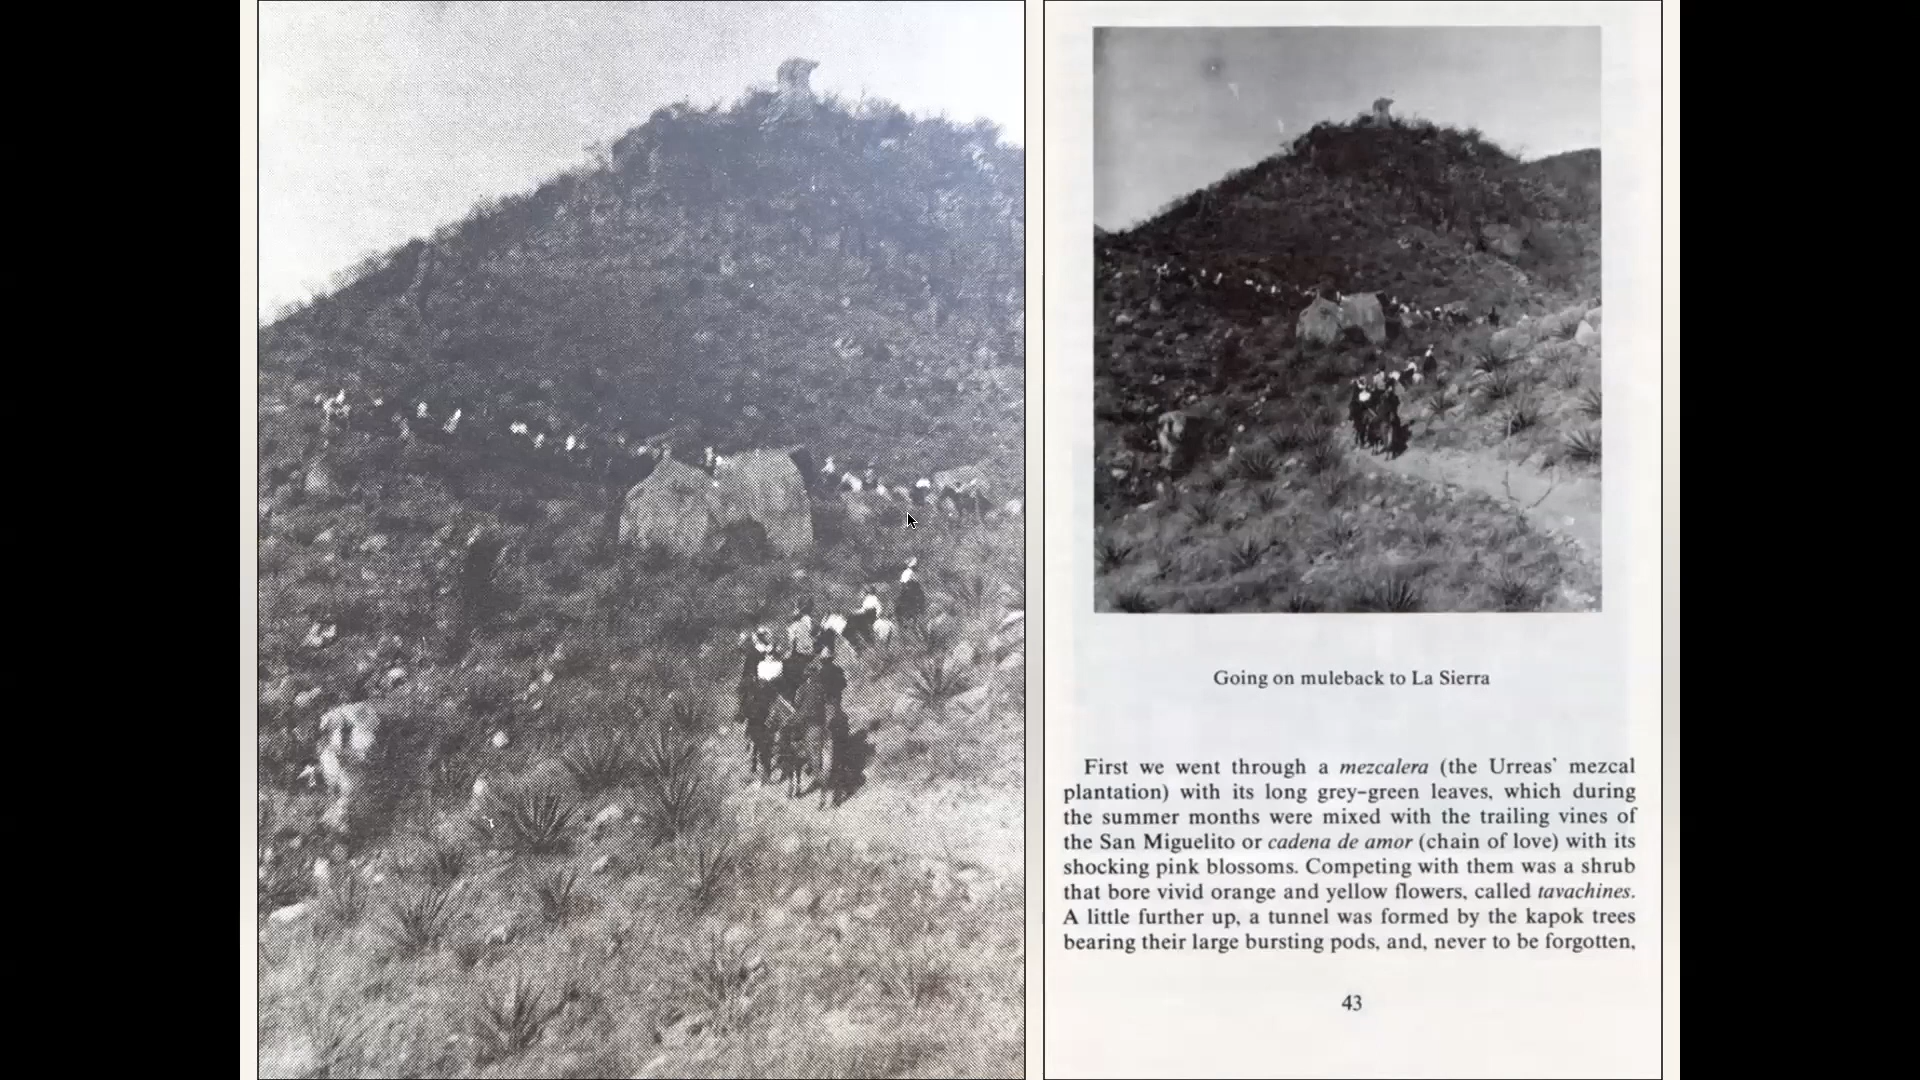 Going on muleback to La Sierra
First we went through a mezcalera (the Urreas' mezcal
plantation) with its long grey-green leaves, which during
the summer months were mixed with the trailing vines of
the San Miguelito or cadena de amor (chain of love) with its
shocking pink blossoms. Competing with them was a shrub
that bore vivid orange and yellow flowers, called tavachines.
A little further up, a tunnel was formed by the kapok trees
bearing their large bursting pods, and, never to be forgotten,
43